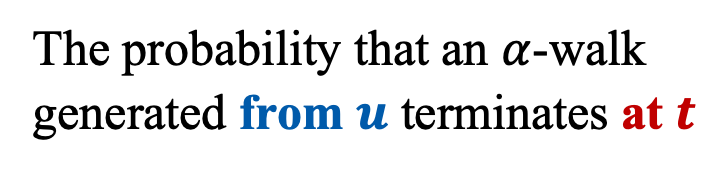 The probability that an α-walk
generated from u terminates at t